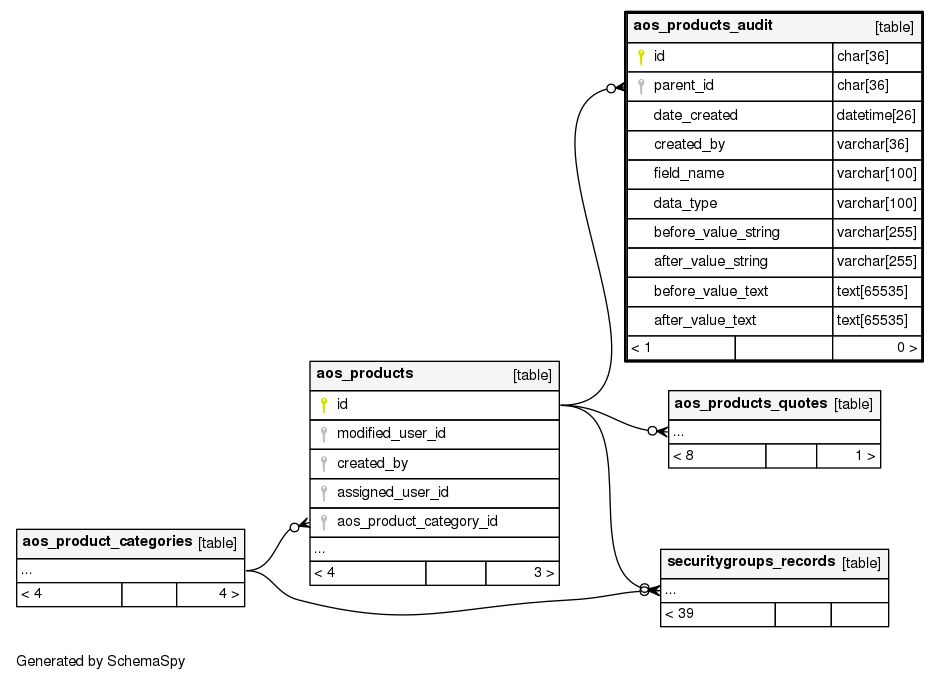 aos_products_audit [table]
id char[36]
parent_id char[36]
date_created datetime[26]
created_by varchar[36]
field_name varchar[100]
data_type varchar[100]
before_value_string varchar[255]
after_value_string varchar[255]
before_value_text text[65535]
after_value_text text[65535]
< 1 0 >
aos_products [table]
id
modified_user_id
created_by
assigned_user_id
aos_product_category_id
...
< 4 3 >
aos_products_quotes [table]
...
< 8 1 >
aos_product_categories [table]
...
< 4 4 >
securitygroups_records [table]
...
< 39
Generated by SchemaSpy